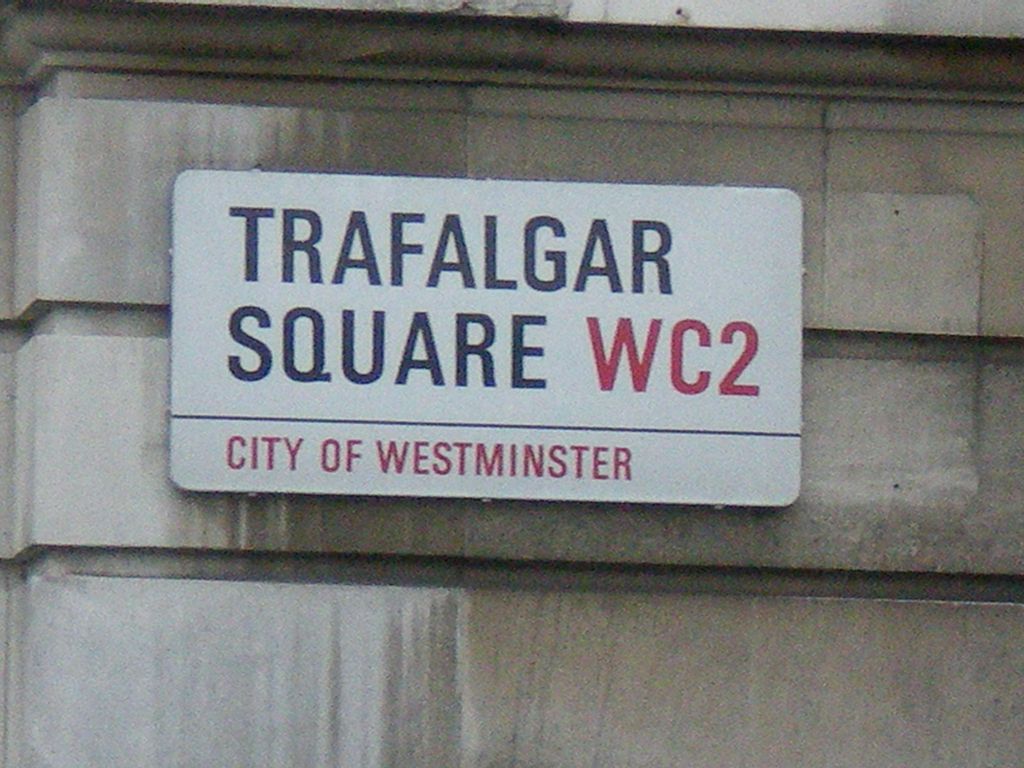 TRAFALGAR
SQUARE WC2
CITY OF WESTMINSTER